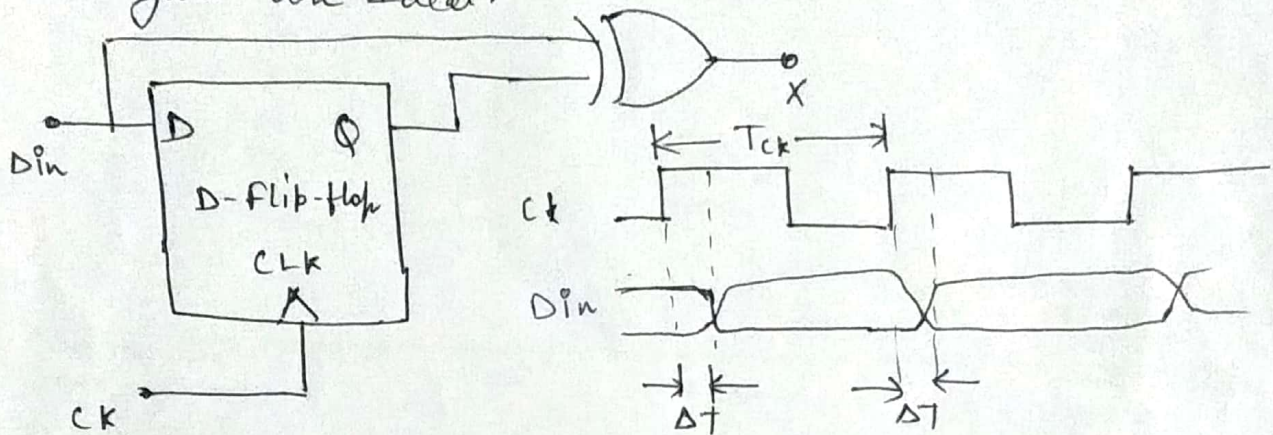 X
Tck
D Q
Din
D-flip-flop
CLK
Ck
Din
CK
ΔT ΔT